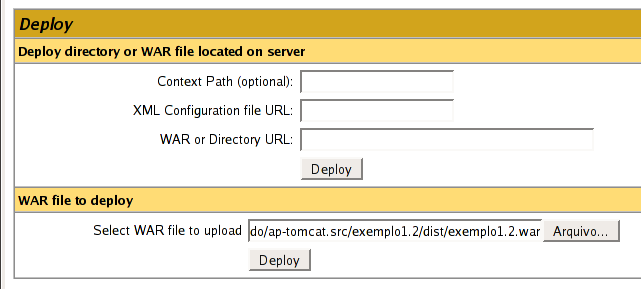 Deploy
Deploy directory or WAR file located on server
Context Path (optional):
XML Configuration file URL:
WAR or Directory URL:
Deploy
WAR file to deploy
Select WAR file to upload do/ap-tomcat.src/exemplo1.2/dist/exemplo1.2.war Arquivo...
Deploy